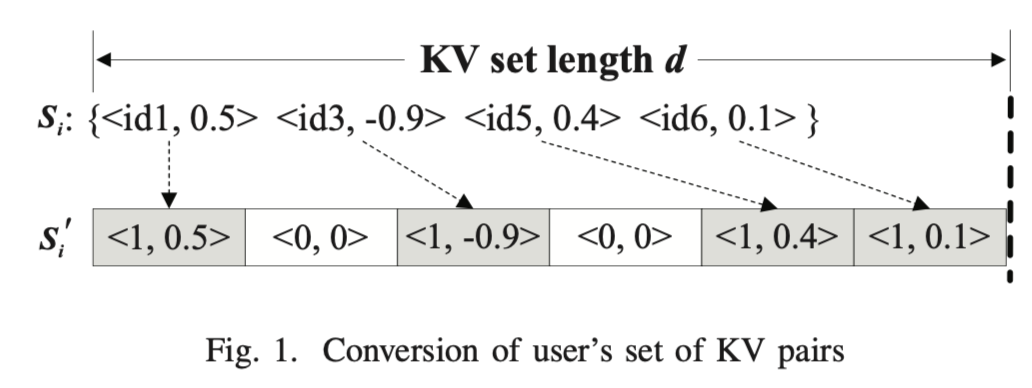 KV set length d
Sᵢ: {<id1, 0.5> <id3, -0.9> <id5, 0.4> <id6, 0.1> }
Sᵢ′ <1, 0.5> <0, 0> <1, -0.9> <0, 0> <1, 0.4> <1, 0.1>
Fig. 1. Conversion of user's set of KV pairs